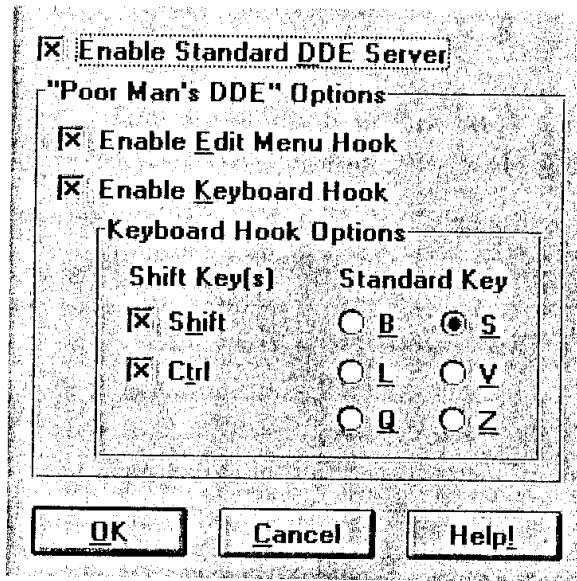 Enable Standard DDE Server
"Poor Man's DDE" Options
Enable Edit Menu Hook
Enable Keyboard Hook
Keyboard Hook Options
Shift Key(s) Standard Key
Shift B S
Ctrl L V
Q Z
OK Cancel Help!